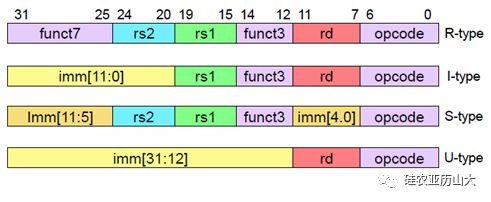 31 25 24 20 19 15 14 12 11 7 6 0
funct7 rs2 rs1 funct3 rd opcode R-type
imm[11:0] rs1 funct3 rd opcode I-type
Imm[11:5] rs2 rs1 funct3 imm[4.0] opcode S-type
imm[31:12] rd opcode U-type
硅农亚历山大